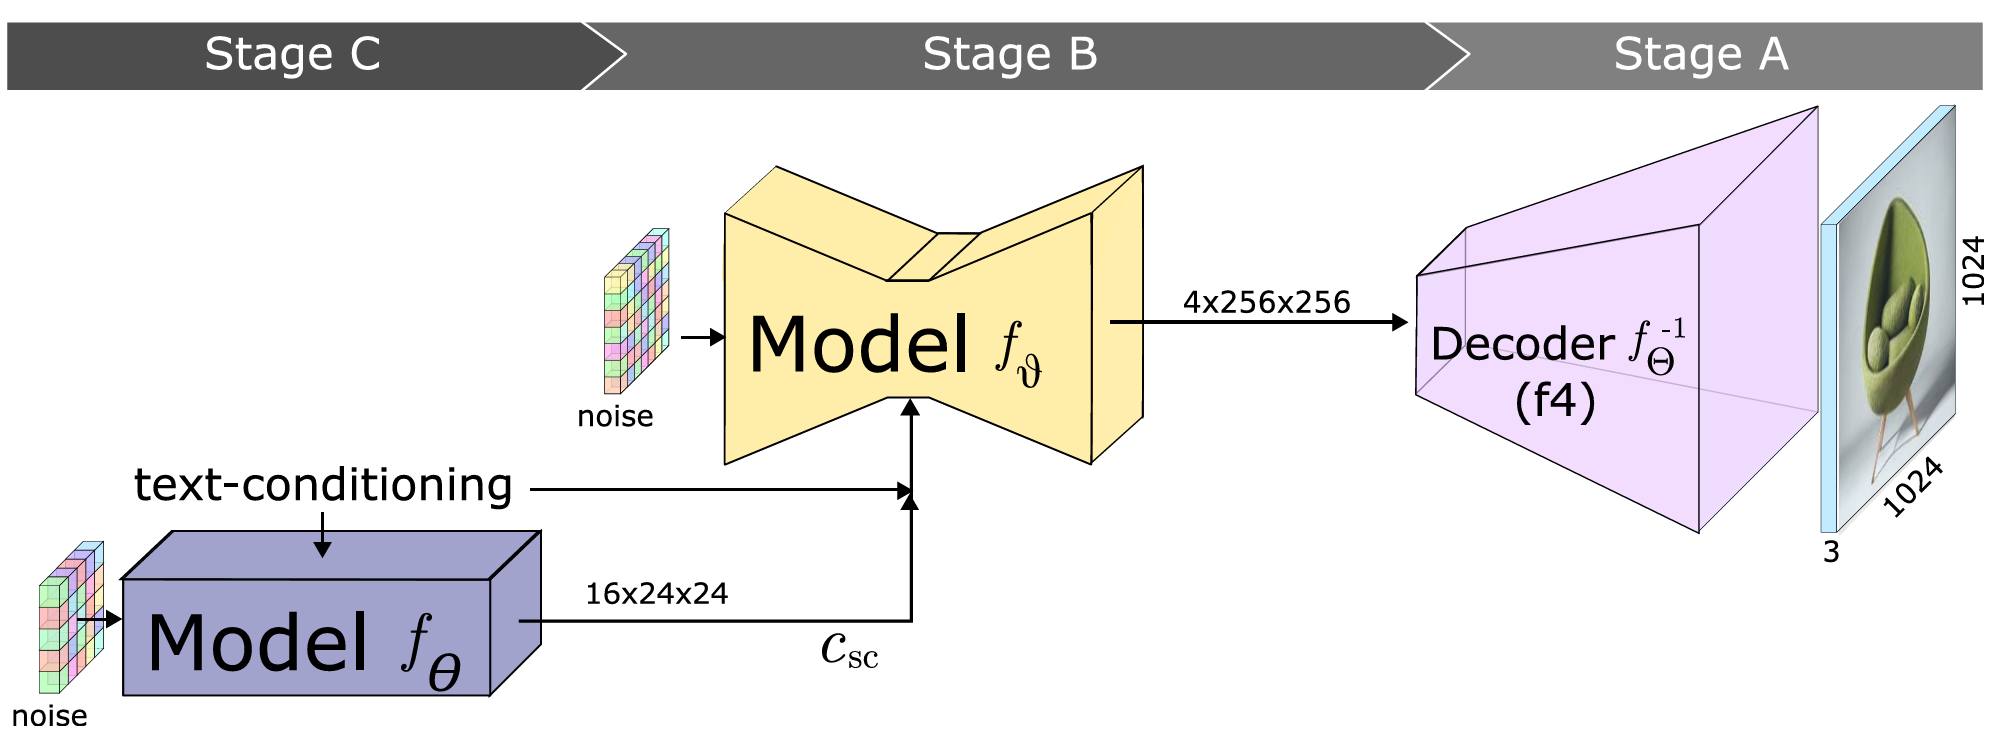 Stage C
Stage B
Stage A
noise
Model f_ϑ
4x256x256
Decoder f_Θ^-1
(f4)
1024
1024
3
text-conditioning
noise
Model f_θ
16x24x24
c_sc